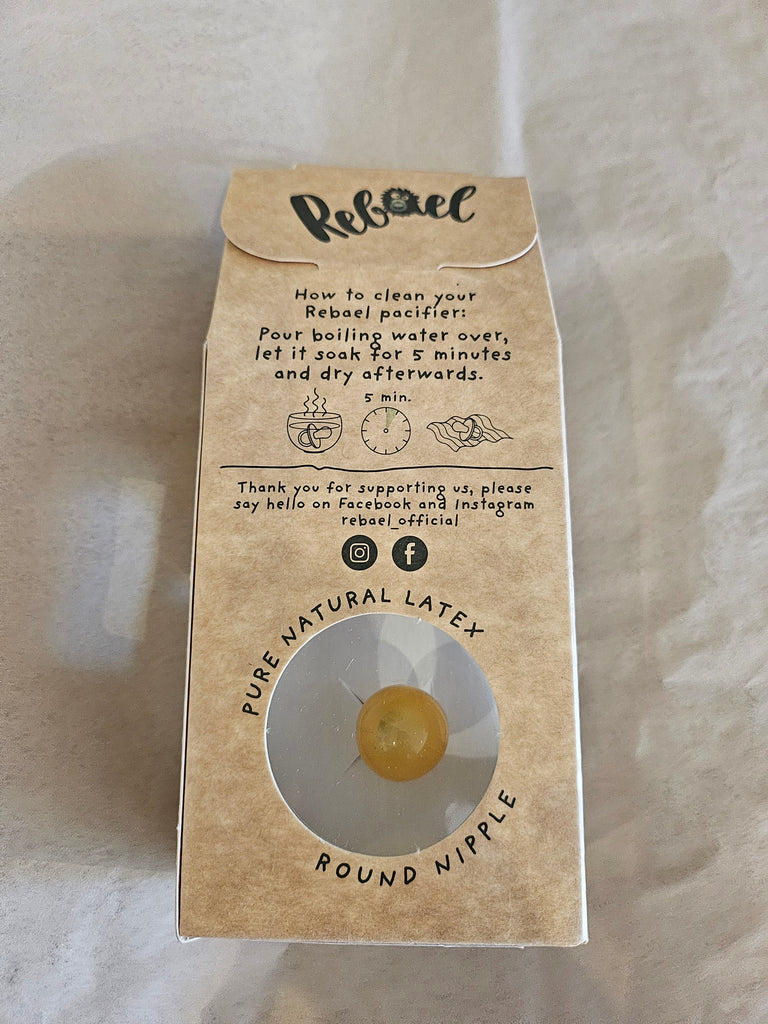 Rebael
How to clean your
Rebael pacifier:
Pour boiling water over,
let it soak for 5 minutes
and dry afterwards.
5 min.
Thank you for supporting us, please
say hello on Facebook and Instagram
rebael_official
PURE NATURAL LATEX
ROUND NIPPLE